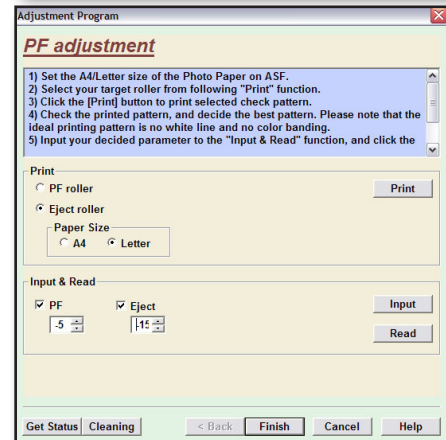 Adjustment Program
PF adjustment
1) Set the A4/Letter size of the Photo Paper on ASF.
2) Select your target roller from following "Print" function.
3) Click the [Print] button to print selected check pattern.
4) Check the printed pattern, and decide the best pattern. Please note that the
ideal printing pattern is no white line and no color banding.
5) Input your decided parameter to the "Input & Read" function, and click the
Print
PF roller
Print
Eject roller
Paper Size
A4 Letter
Input & Read
PF Eject Input
-5 -15
Read
Get Status Cleaning < Back Finish Cancel Help